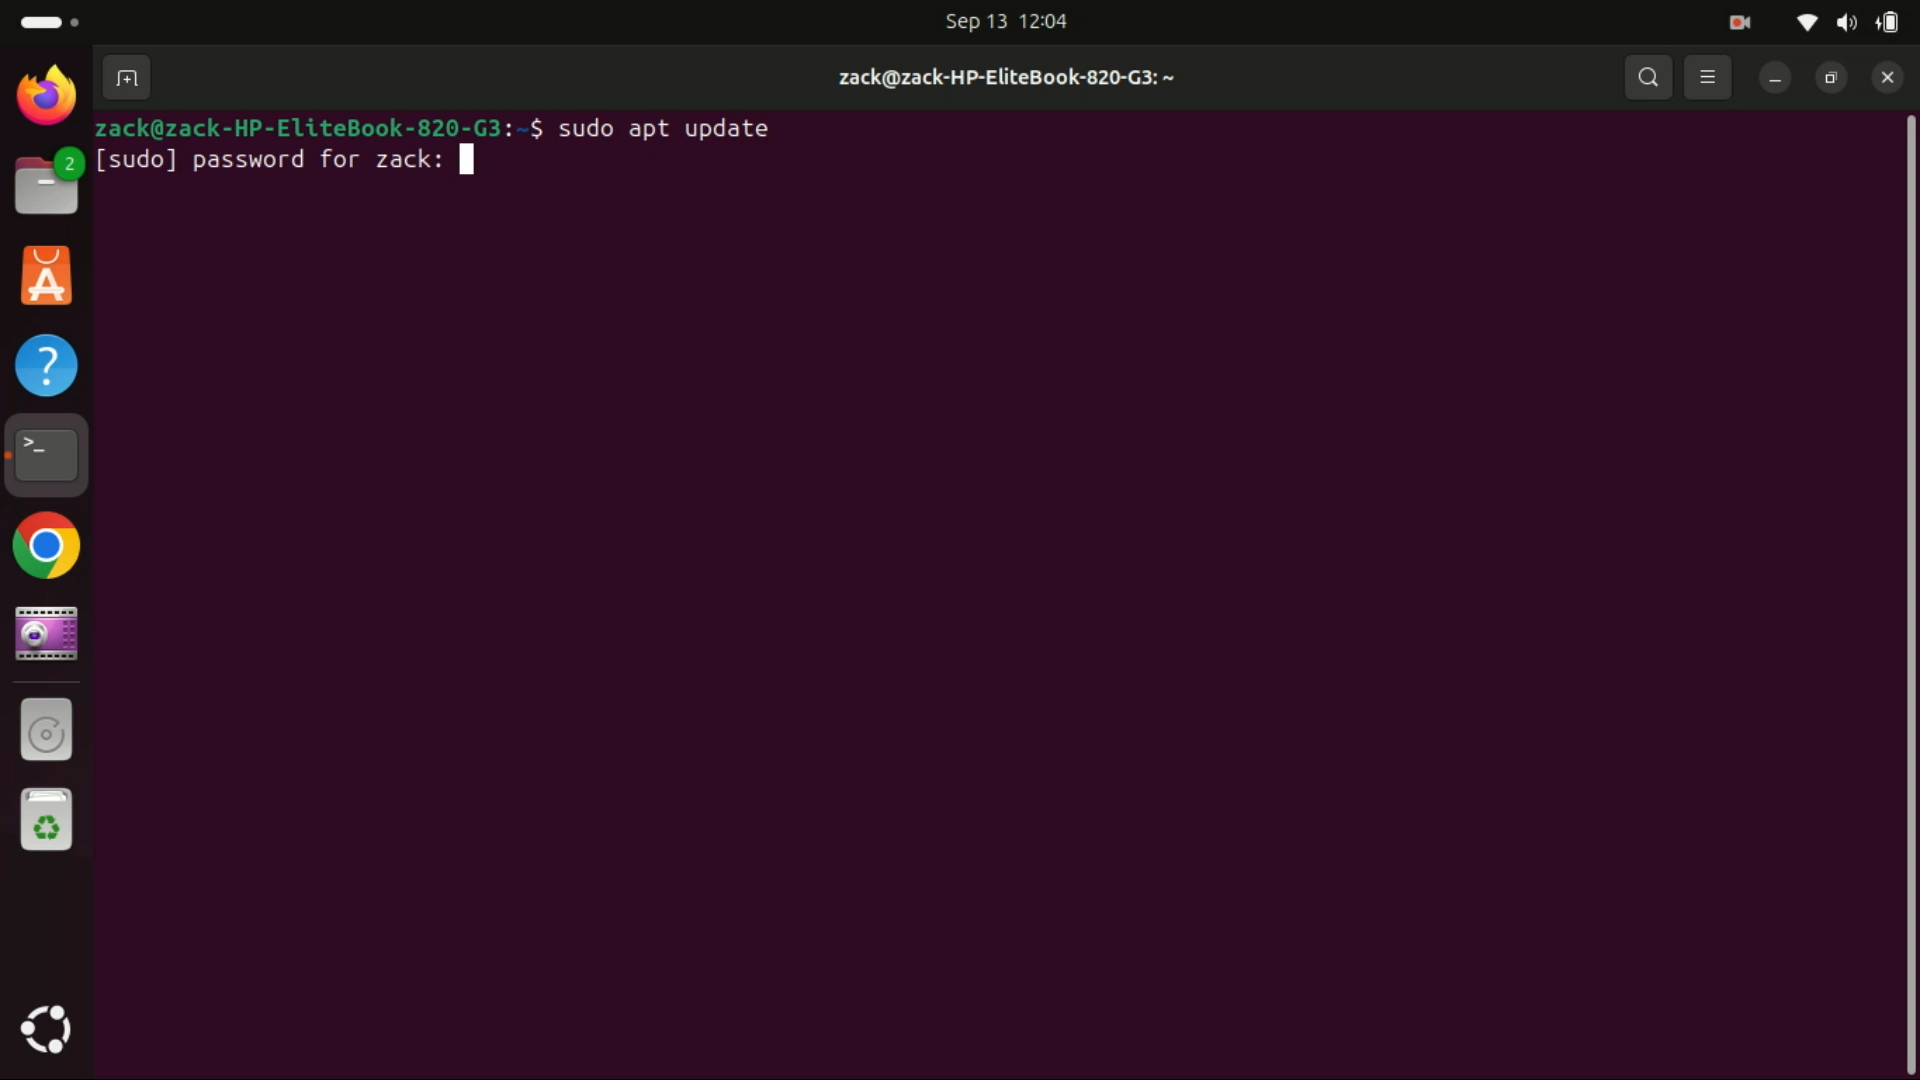 Sep 13 12:04
zack@zack-HP-EliteBook-820-G3: ~
zack@zack-HP-EliteBook-820-G3:~$ sudo apt update
2
[sudo] password for zack: